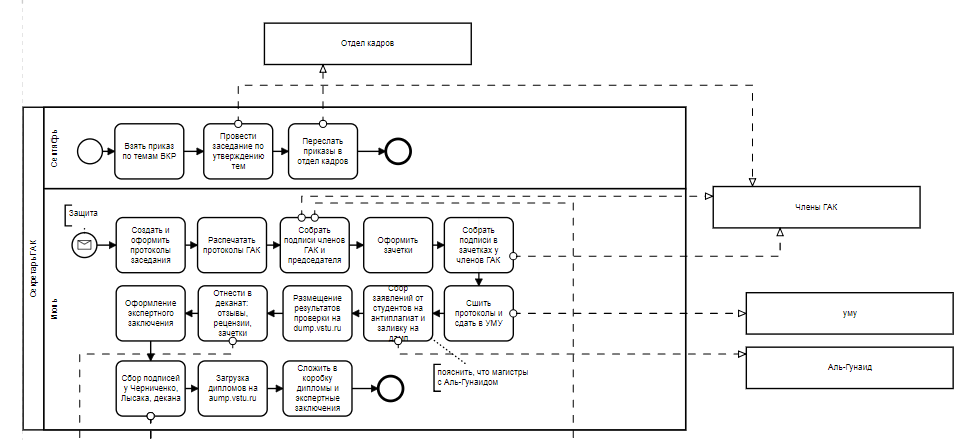 Отдел кадров
Секретарь ГАК
Сентябрь
Взять приказ
по темам ВКР
Провести
заседание по
утверждению
тем
Переслать
приказы в
отдел кадров
Члены ГАК
Июнь
Защита
Создать и
оформить
протоколы
заседания
Распечатать
протоколы ГАК
Собрать
подписи членов
ГАК и
председателя
Оформить
зачетки
Собрать
подписи в
зачетках у
членов ГАК
Оформление
экспертного
заключения
Отнести в
деканат:
отзывы,
рецензии,
зачетки
Размещение
результатов
проверки на
dump.vstu.ru
Сбор
заявлений от
студентов на
антиплагиат и
заливку на
дамп
Сшить
протоколы и
сдать в УМУ
уму
Аль-Гунаид
пояснить, что магистры
с Аль-Гунаидом
Сбор подписей
у Черниченко,
Лысака, декана
Загрузка
дипломов на
aump.vstu.ru
Сложить в
коробку
дипломы и
экспертные
заключения